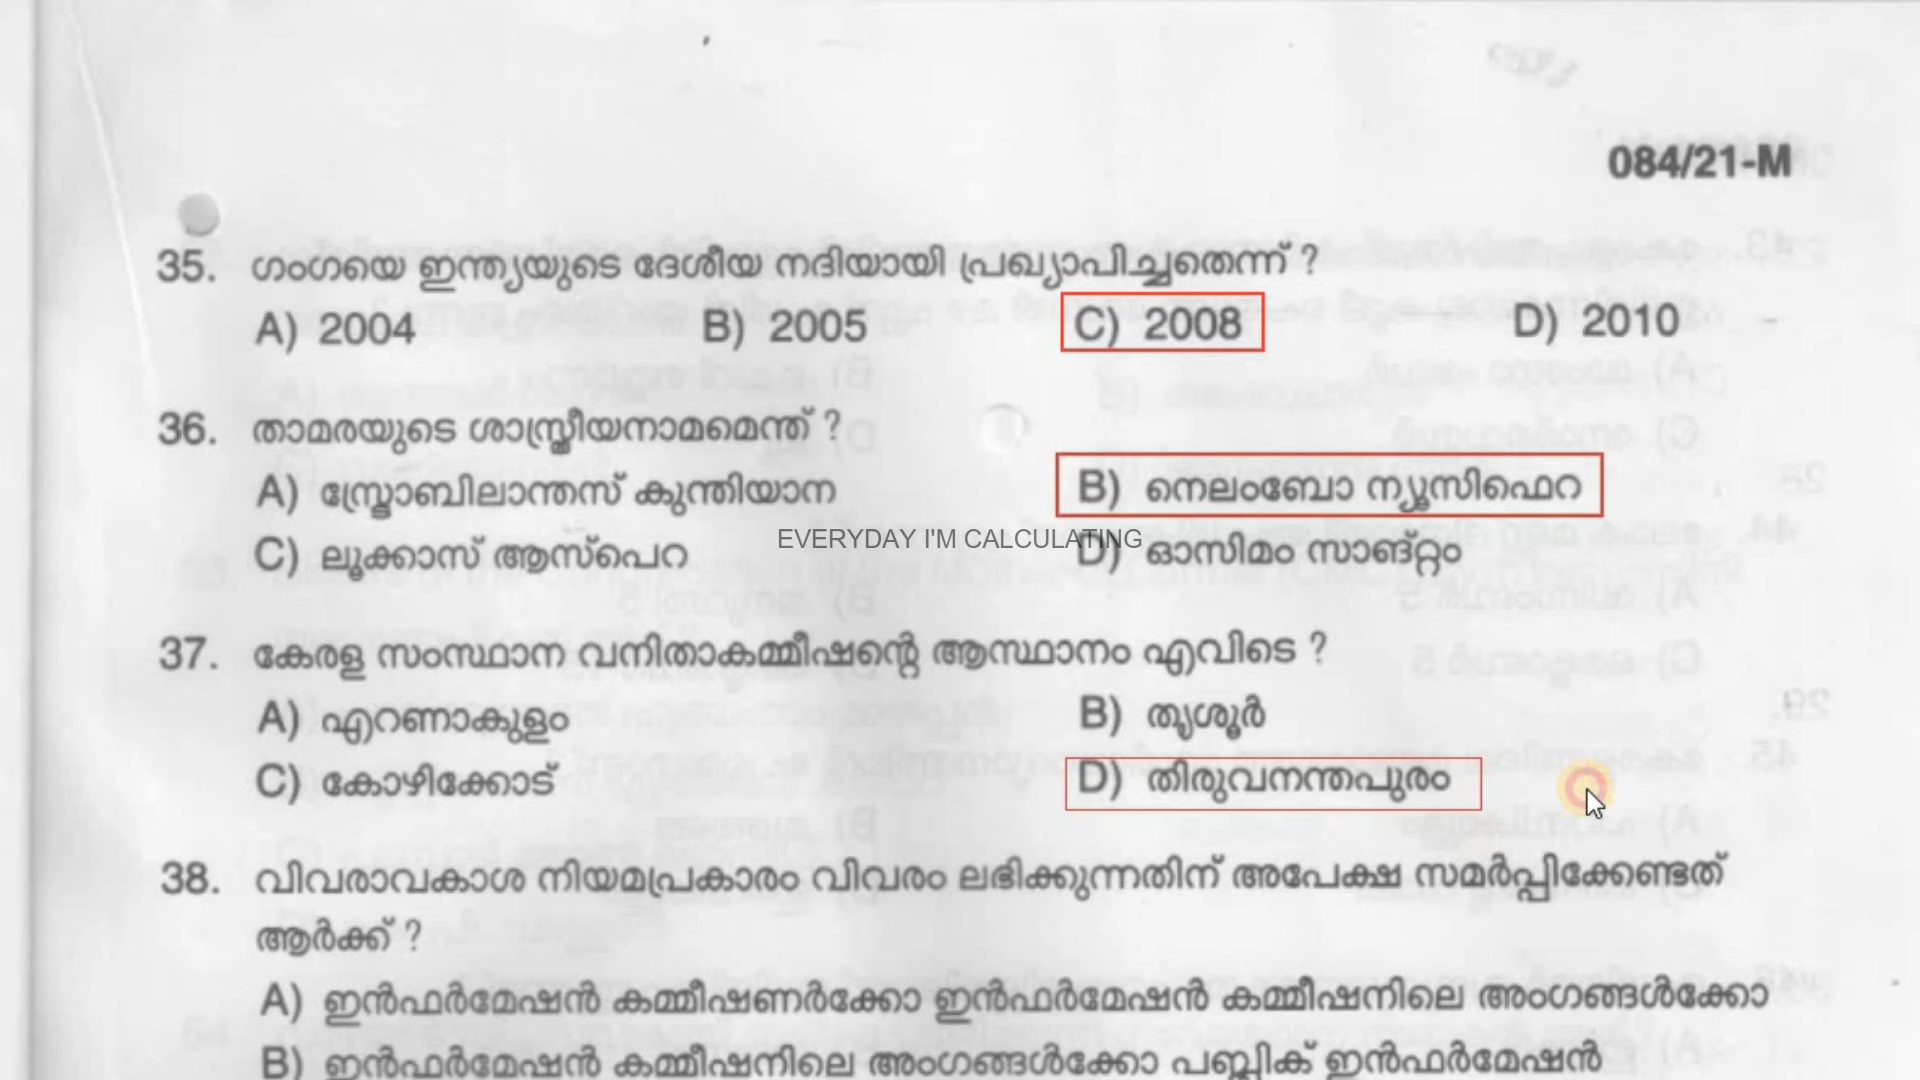 084/21-M
35. ഗംഗയെ ഇന്ത്യയുടെ ദേശീയ നദിയായി പ്രഖ്യാപിച്ചതെന്ന് ?
A) 2004 B) 2005 C) 2008 D) 2010
36. താമരയുടെ ശാസ്ത്രീയനാമമെന്ത് ?
A) സ്ട്രോബിലാന്തസ് കുന്തിയാന B) നെലംബോ ന്യൂസിഫെറ
EVERYDAY I'M CALCULATING
C) ലൂക്കാസ് ആസ്പെറ D) ഓസിമം സാങ്റ്റം
37. കേരള സംസ്ഥാന വനിതാകമ്മീഷന്റെ ആസ്ഥാനം എവിടെ ?
A) എറണാകുളം B) തൃശൂർ
C) കോഴിക്കോട് D) തിരുവനന്തപുരം
38. വിവരാവകാശ നിയമപ്രകാരം വിവരം ലഭിക്കുന്നതിന് അപേക്ഷ സമർപ്പിക്കേണ്ടത്
ആർക്ക് ?
A) ഇൻഫർമേഷൻ കമ്മീഷണർക്കോ ഇൻഫർമേഷൻ കമ്മീഷനിലെ അംഗങ്ങൾക്കോ
B) ഇൻഫർമേഷൻ കമ്മീഷനിലെ അംഗങ്ങൾക്കോ പബ്ലിക് ഇൻഫർമേഷൻ